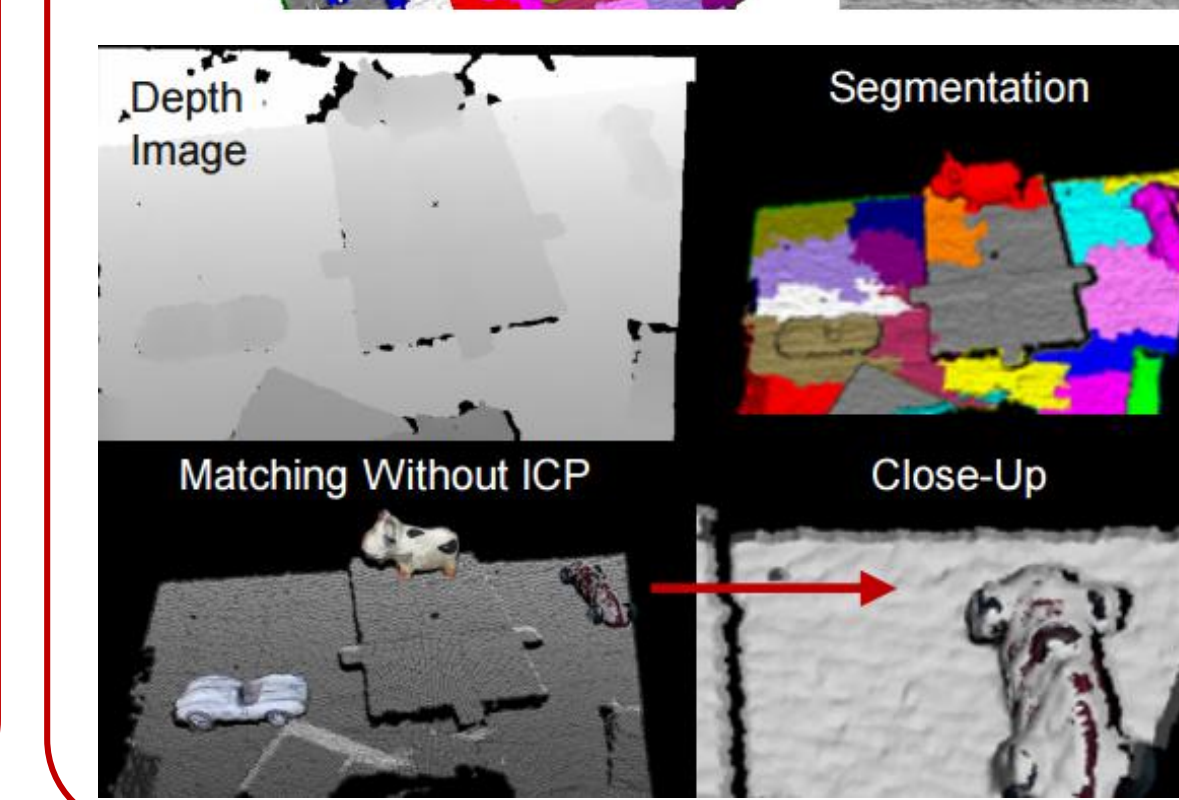 Depth
Image
Segmentation
Matching Without ICP
Close-Up